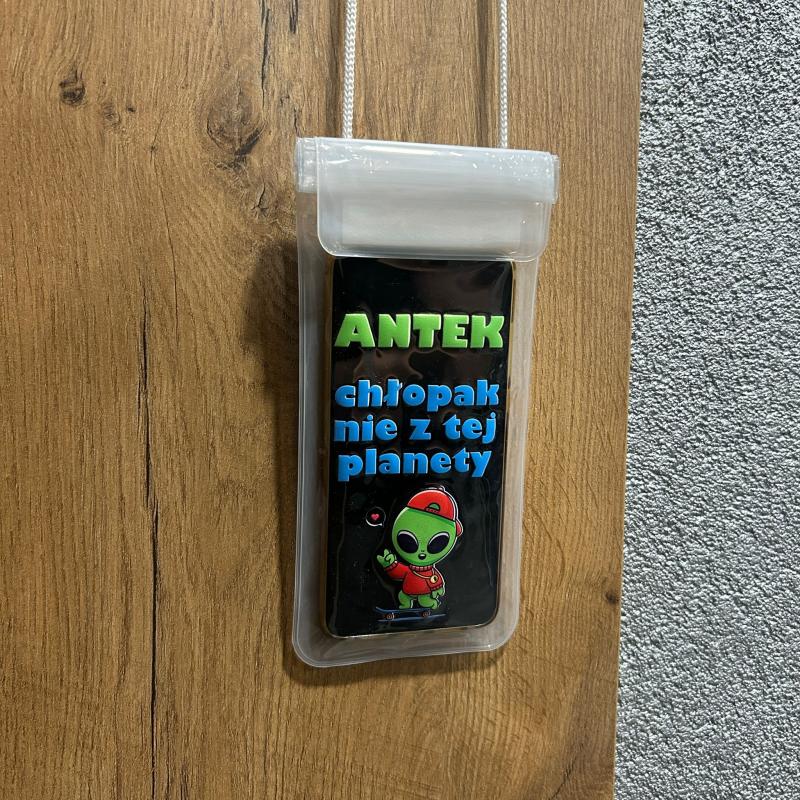 ANTEK
chłopak
nie z tej
planety